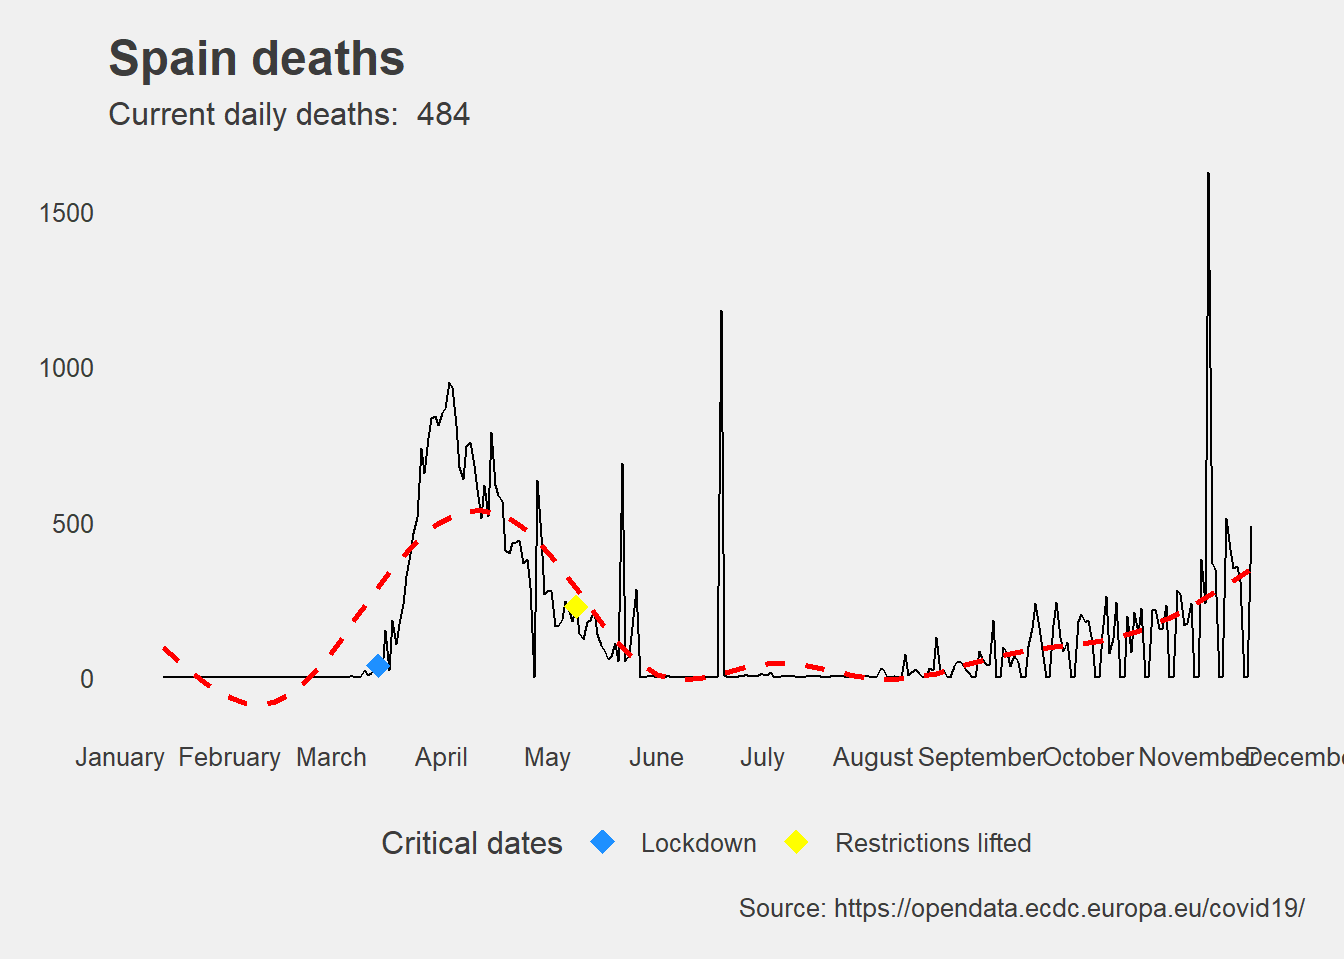 Spain deaths
Current daily deaths:  484
1500
1000
500
0
January February March April May June July August September October November Decembe
Critical dates Lockdown Restrictions lifted
Source: https://opendata.ecdc.europa.eu/covid19/